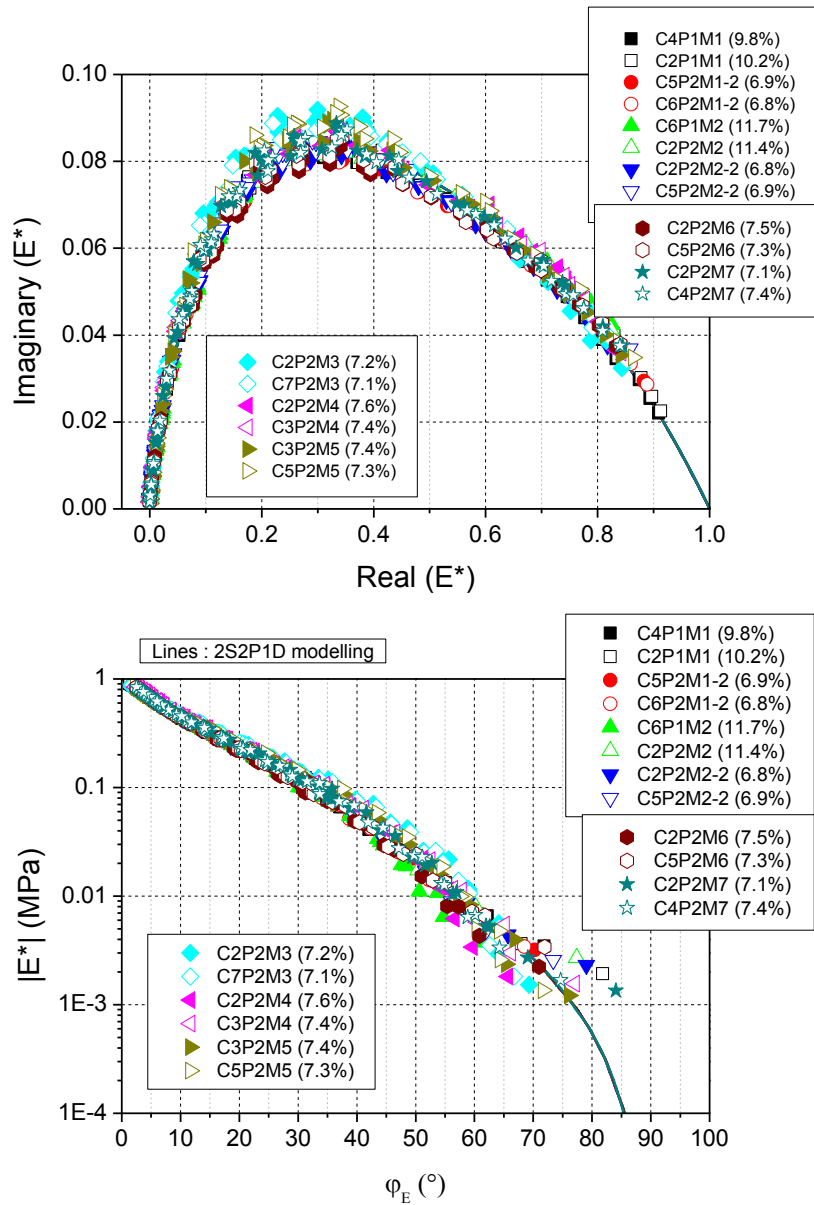 C4P1M1 (9.8%)
C2P1M1 (10.2%)
C5P2M1-2 (6.9%)
C6P2M1-2 (6.8%)
C6P1M2 (11.7%)
C2P2M2 (11.4%)
C2P2M2-2 (6.8%)
C5P2M2-2 (6.9%)
C2P2M6 (7.5%)
C5P2M6 (7.3%)
C2P2M7 (7.1%)
C4P2M7 (7.4%)
C2P2M3 (7.2%)
C7P2M3 (7.1%)
C2P2M4 (7.6%)
C3P2M4 (7.4%)
C3P2M5 (7.4%)
C5P2M5 (7.3%)
0.10
0.08
0.06
0.04
0.02
0.00
Imaginary (E*)
0.0 0.2 0.4 0.6 0.8 1.0
Real (E*)
Lines : 2S2P1D modelling
C4P1M1 (9.8%)
C2P1M1 (10.2%)
C5P2M1-2 (6.9%)
C6P2M1-2 (6.8%)
C6P1M2 (11.7%)
C2P2M2 (11.4%)
C2P2M2-2 (6.8%)
C5P2M2-2 (6.9%)
C2P2M6 (7.5%)
C5P2M6 (7.3%)
C2P2M7 (7.1%)
C4P2M7 (7.4%)
C2P2M3 (7.2%)
C7P2M3 (7.1%)
C2P2M4 (7.6%)
C3P2M4 (7.4%)
C3P2M5 (7.4%)
C5P2M5 (7.3%)
1
0.1
0.01
1E-3
1E-4
|E*| (MPa)
0 10 20 30 40 50 60 70 80 90 100
φE (°)